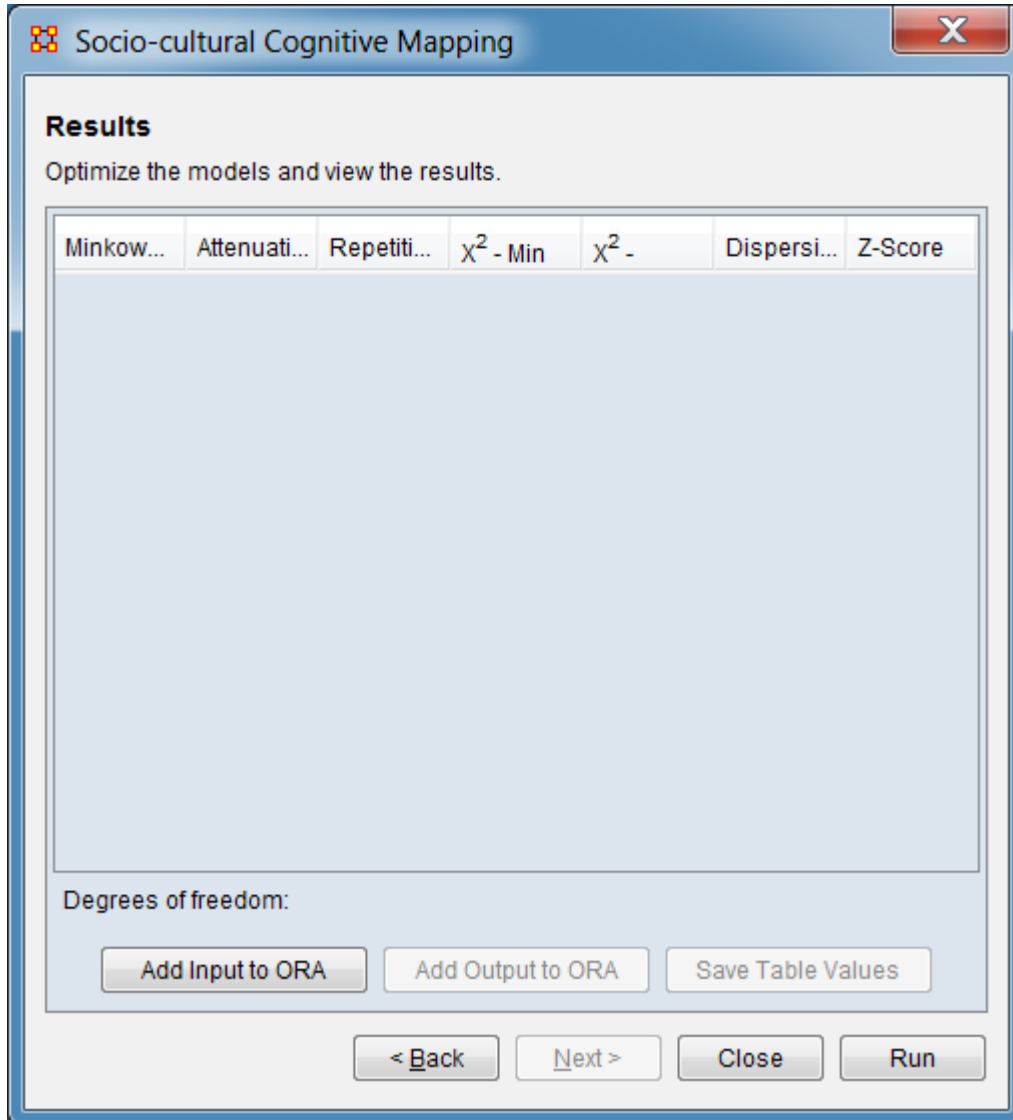 Socio-cultural Cognitive Mapping
X
Results
Optimize the models and view the results.
Minkow... Attenuati... Repetiti... X² - Min X² - Dispersi... Z-Score
Degrees of freedom:
Add Input to ORA Add Output to ORA Save Table Values
< Back Next > Close Run